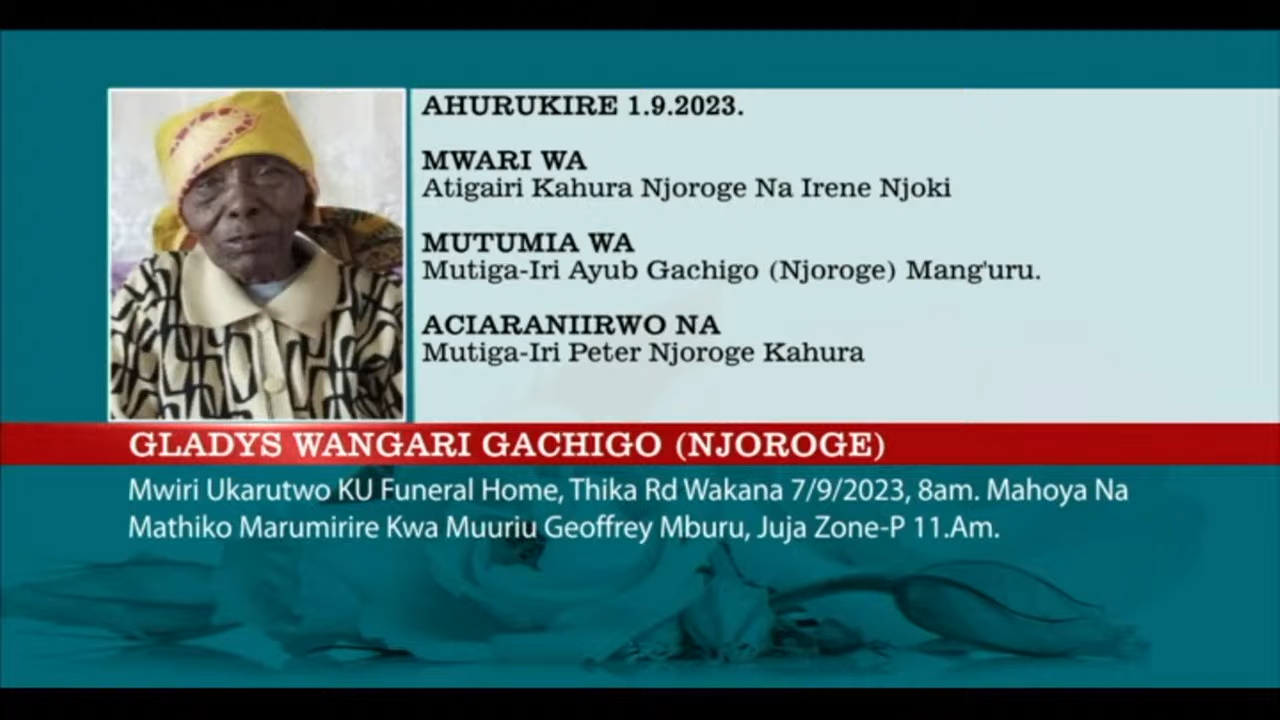 AHURUKIRE 1.9.2023.
MWARI WA
Atigairi Kahura Njoroge Na Irene Njoki
MUTUMIA WA
Mutiga-Iri Ayub Gachigo (Njoroge) Mang'uru.
ACIARANIIRWO NA
Mutiga-Iri Peter Njoroge Kahura
GLADYS WANGARI GACHIGO (NJOROGE)
Mwiri Ukarutwo KU Funeral Home, Thika Rd Wakana 7/9/2023, 8am. Mahoya Na
Mathiko Marumirire Kwa Muuriu Geoffrey Mburu, Juja Zone-P 11.Am.